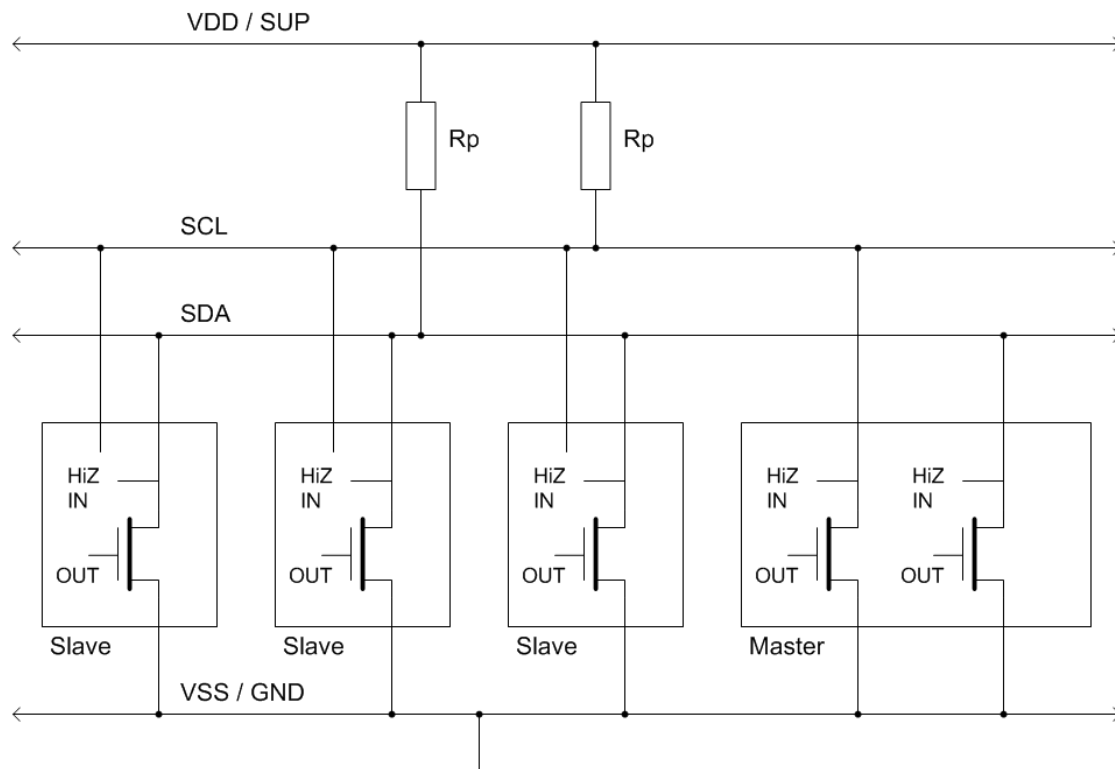 VDD / SUP
Rp
Rp
SCL
SDA
HiZ
IN
OUT
Slave
HiZ
IN
OUT
Slave
HiZ
IN
OUT
Slave
HiZ
IN
OUT
HiZ
IN
OUT
Master
VSS / GND